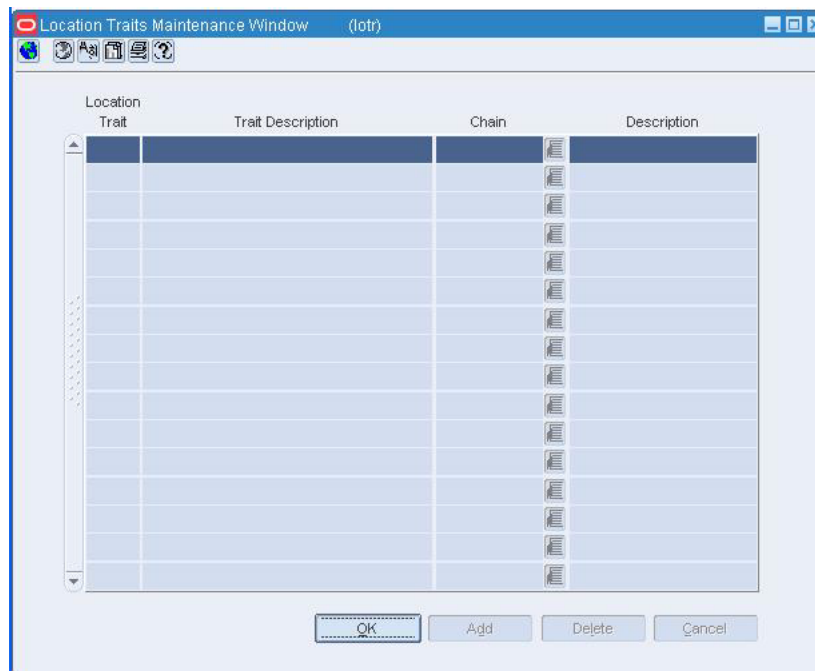 Location Traits Maintenance Window (lotr)
Location
Trait Trait Description Chain Description
OK Add Delete Cancel